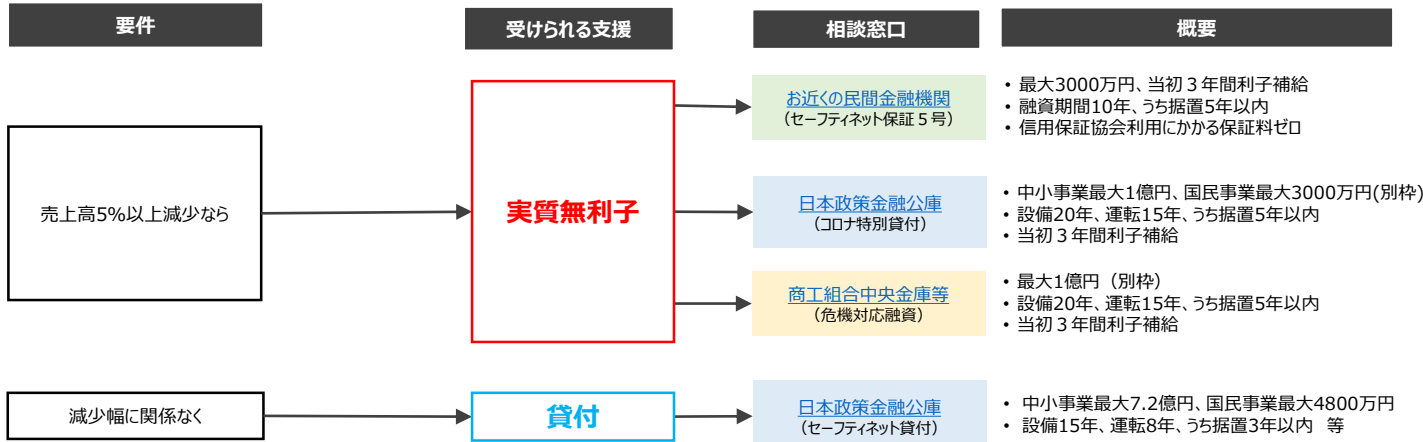 要件
受けられる支援
相談窓口
概要
売上高5%以上減少なら
実質無利子
お近くの民間金融機関
（セーフティネット保証５号）
• 最大3000万円、当初３年間利子補給
• 融資期間10年、うち据置5年以内
• 信用保証協会利用にかかる保証料ゼロ
日本政策金融公庫
（コロナ特別貸付）
• 中小事業最大1億円、国民事業最大3000万円(別枠)
• 設備20年、運転15年、うち据置5年以内
• 当初３年間利子補給
商工組合中央金庫等
（危機対応融資）
• 最大1億円（別枠）
• 設備20年、運転15年、うち据置5年以内
• 当初３年間利子補給
減少幅に関係なく
貸付
日本政策金融公庫
（セーフティネット貸付）
• 中小事業最大7.2億円、国民事業最大4800万円
• 設備15年、運転8年、うち据置3年以内 等